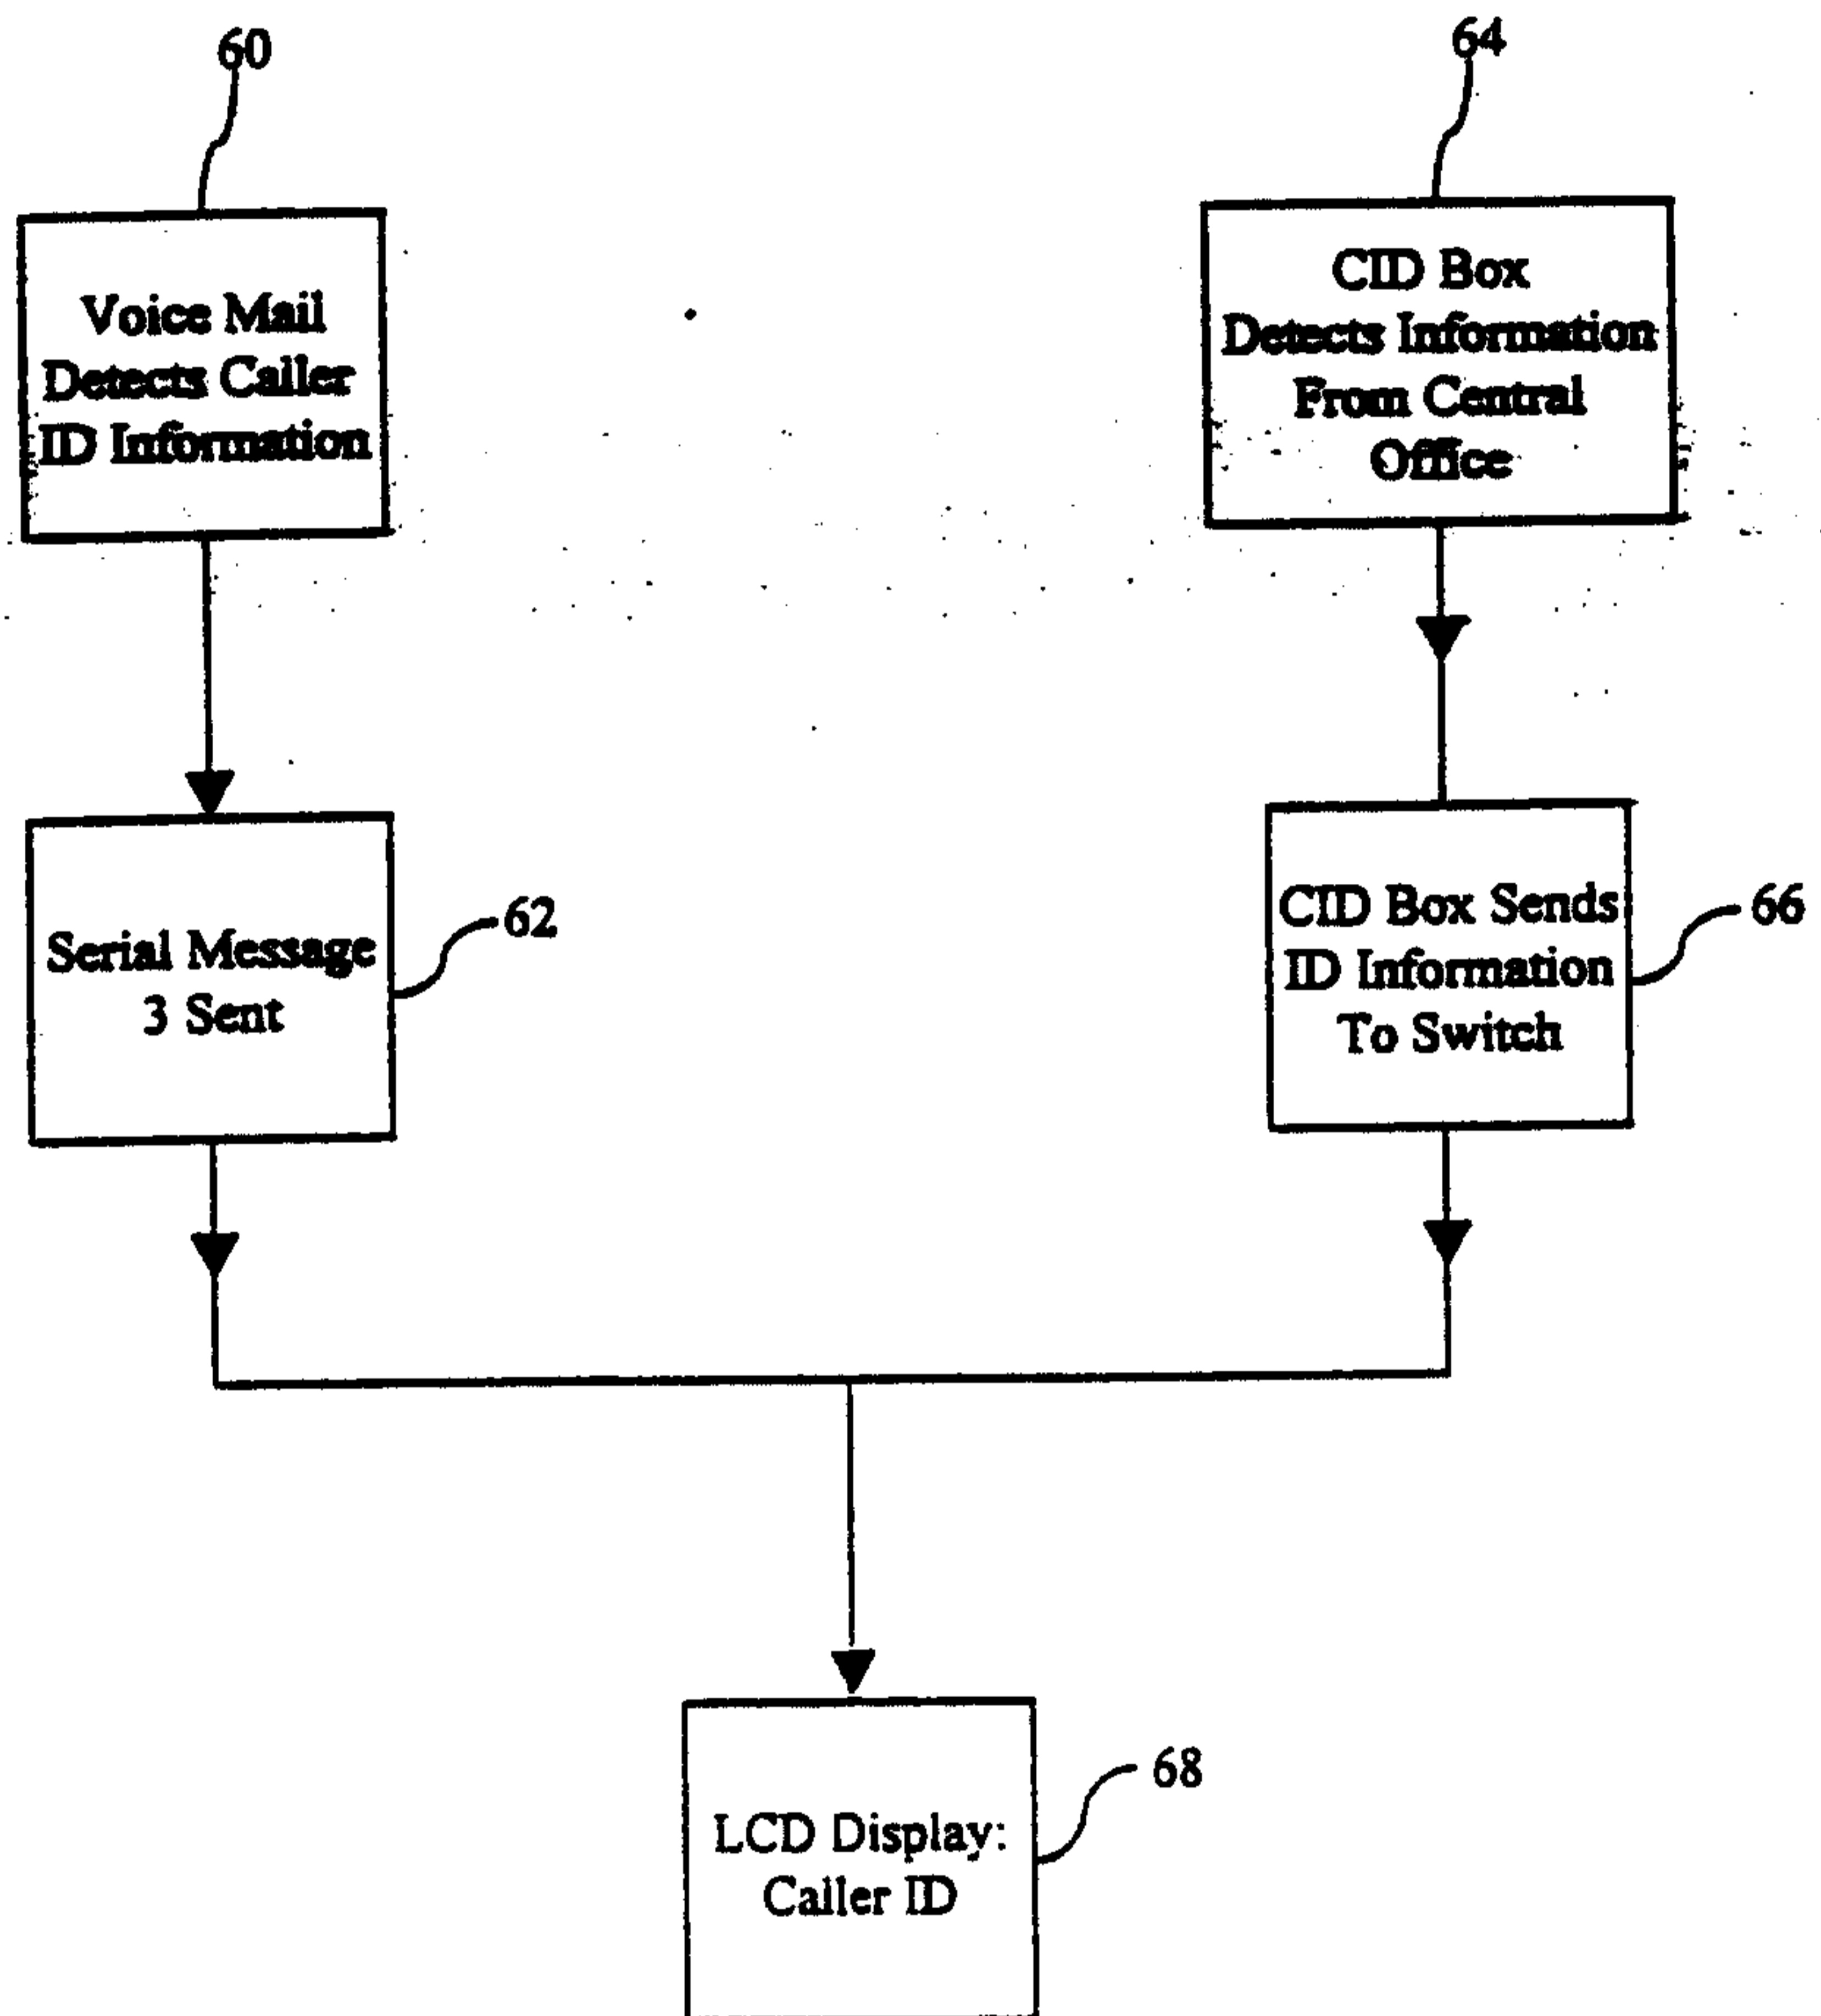 60
Voice Mail
Detects Caller
ID Information
Serial Message
3 Sent
62
64
CID Box
Detects Information
From Central
Office
CID Box Sends
ID Information
To Switch
66
LCD Display:
Caller ID
68